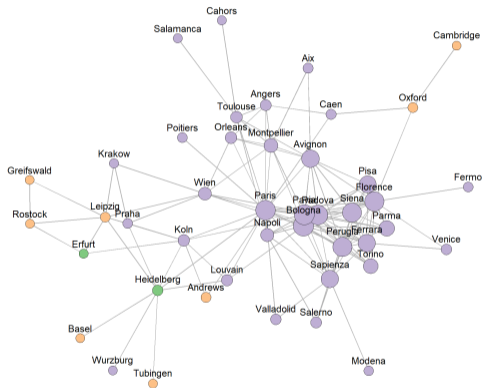 Cahors
Salamanca
Cambridge
Aix
Angers
Toulouse
Caen
Oxford
Orleans
Poitiers
Montpellier
Avignon
Krakow
Greifswald
Pisa
Wien
Florence
Fermo
Leipzig
Paris
Padova
Siena
Rostock
Praha
Bologna
Napoli
Parma
Koln
Perugia
Ferrara
Erfurt
Venice
Torino
Sapienza
Louvain
Heidelberg
Andrews
Valladolid
Salerno
Basel
Wurzburg
Modena
Tubingen